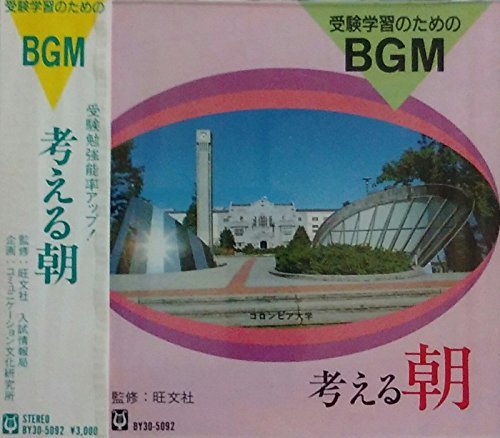 受験学習のための
BGM
受験勉強能率アップ!
考える朝
監修:旺文社 入試情報局
企画:コミュニケーション文化研究所
STEREO
BY30-5092 ¥3,000
受験学習のための
BGM
コロンビア大学
考える朝
監修:旺文社
BY30-5092